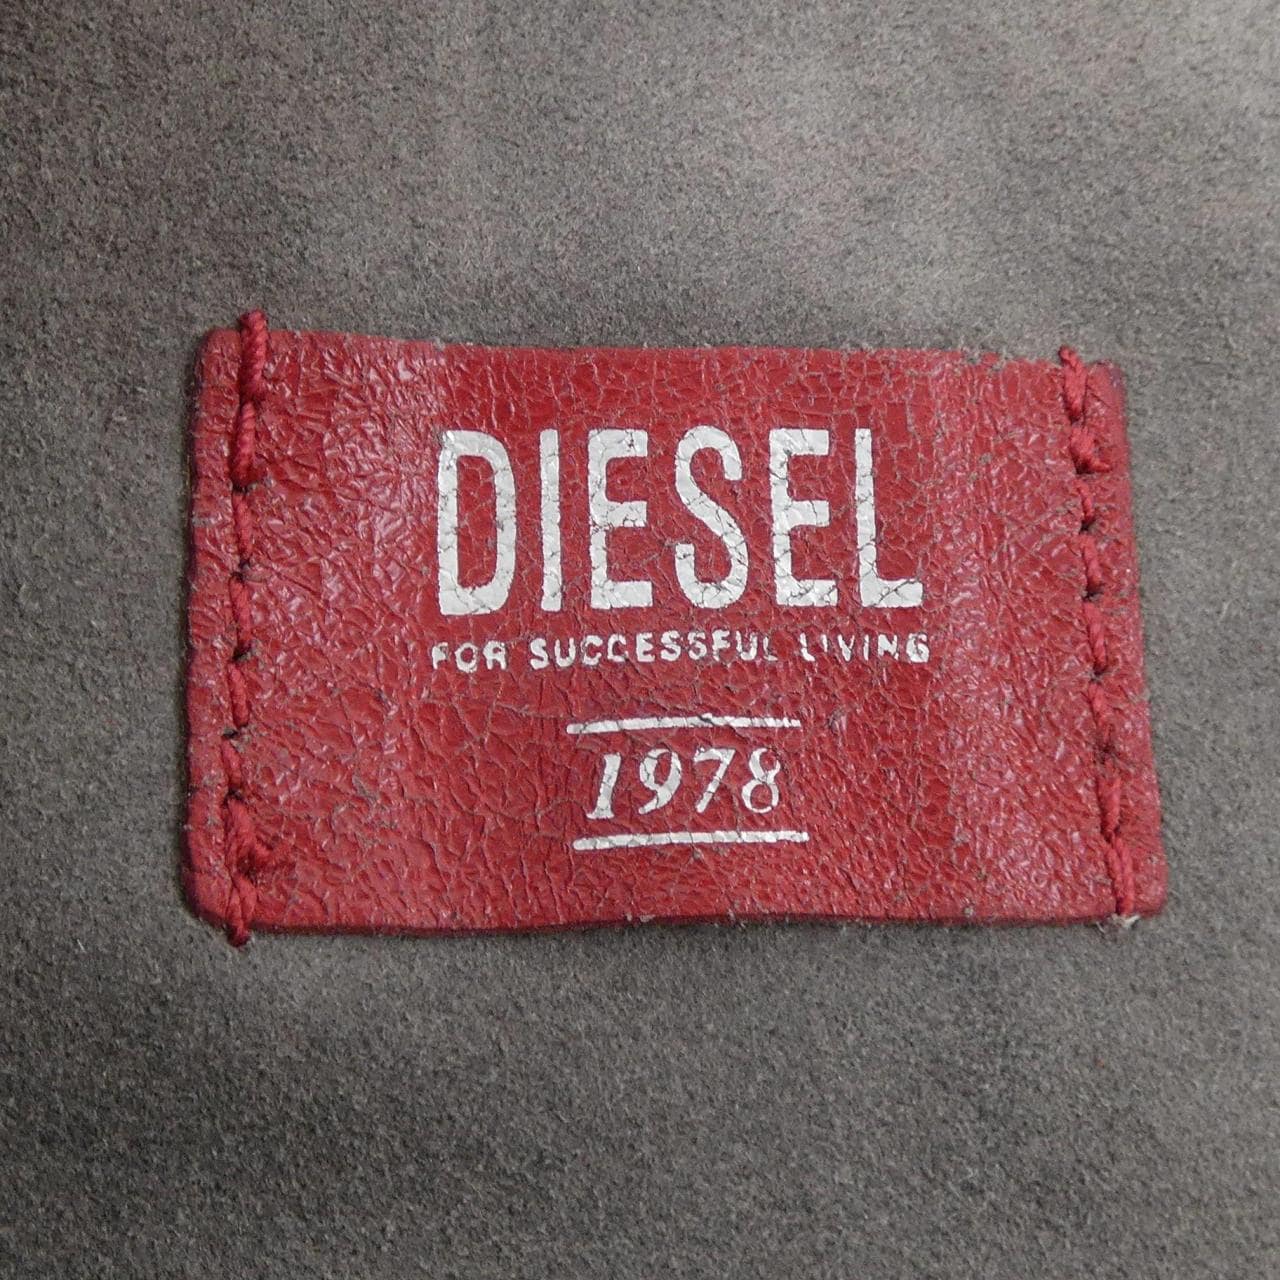 DIESEL
FOR SUCCESSFUL LIVING
1978